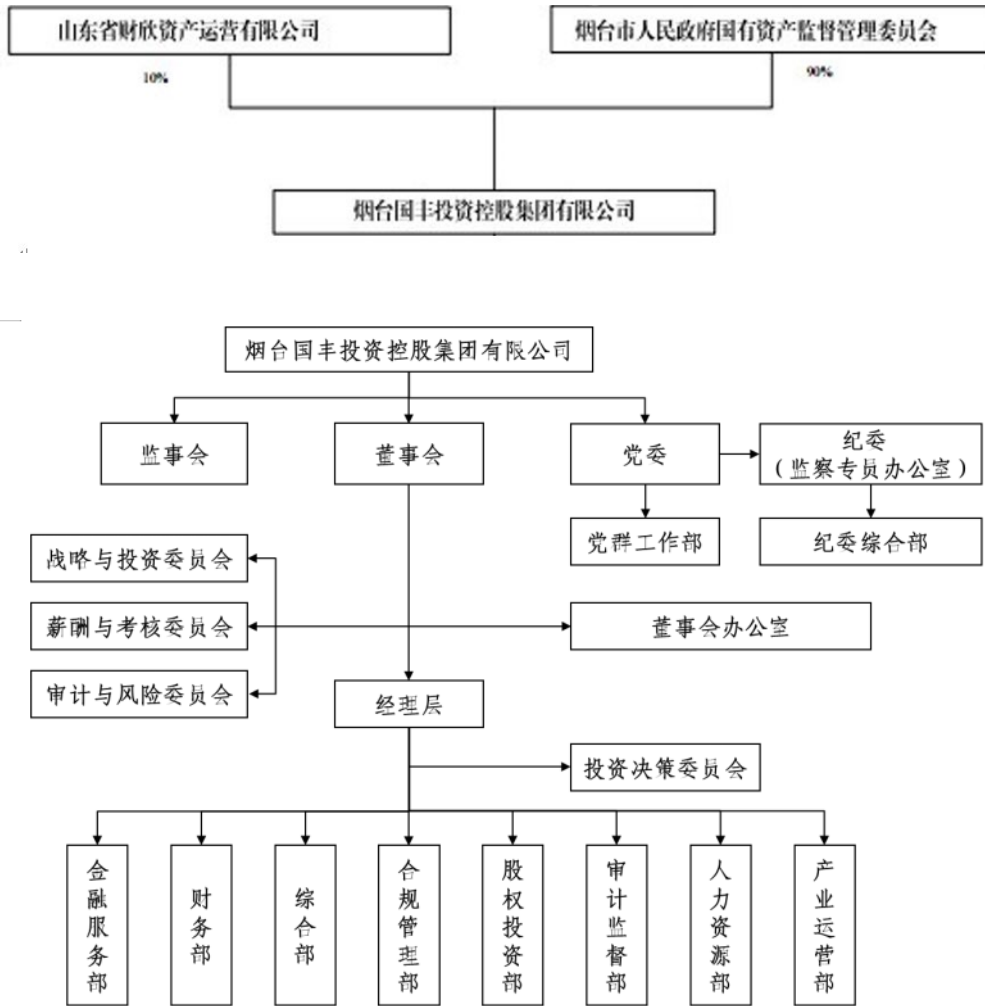 山东省财欣资产运营有限公司
烟台市人民政府国有资产监督管理委员会
10%
90%
烟台国丰投资控股集团有限公司
烟台国丰投资控股集团有限公司
监事会
董事会
党委
纪委
（监察专员办公室）
党群工作部
纪委综合部
战略与投资委员会
薪酬与考核委员会
董事会办公室
审计与风险委员会
经理层
投资决策委员会
金融服务部
财务部
综合部
合规管理部
股权投资部
审计监督部
人力资源部
产业运营部